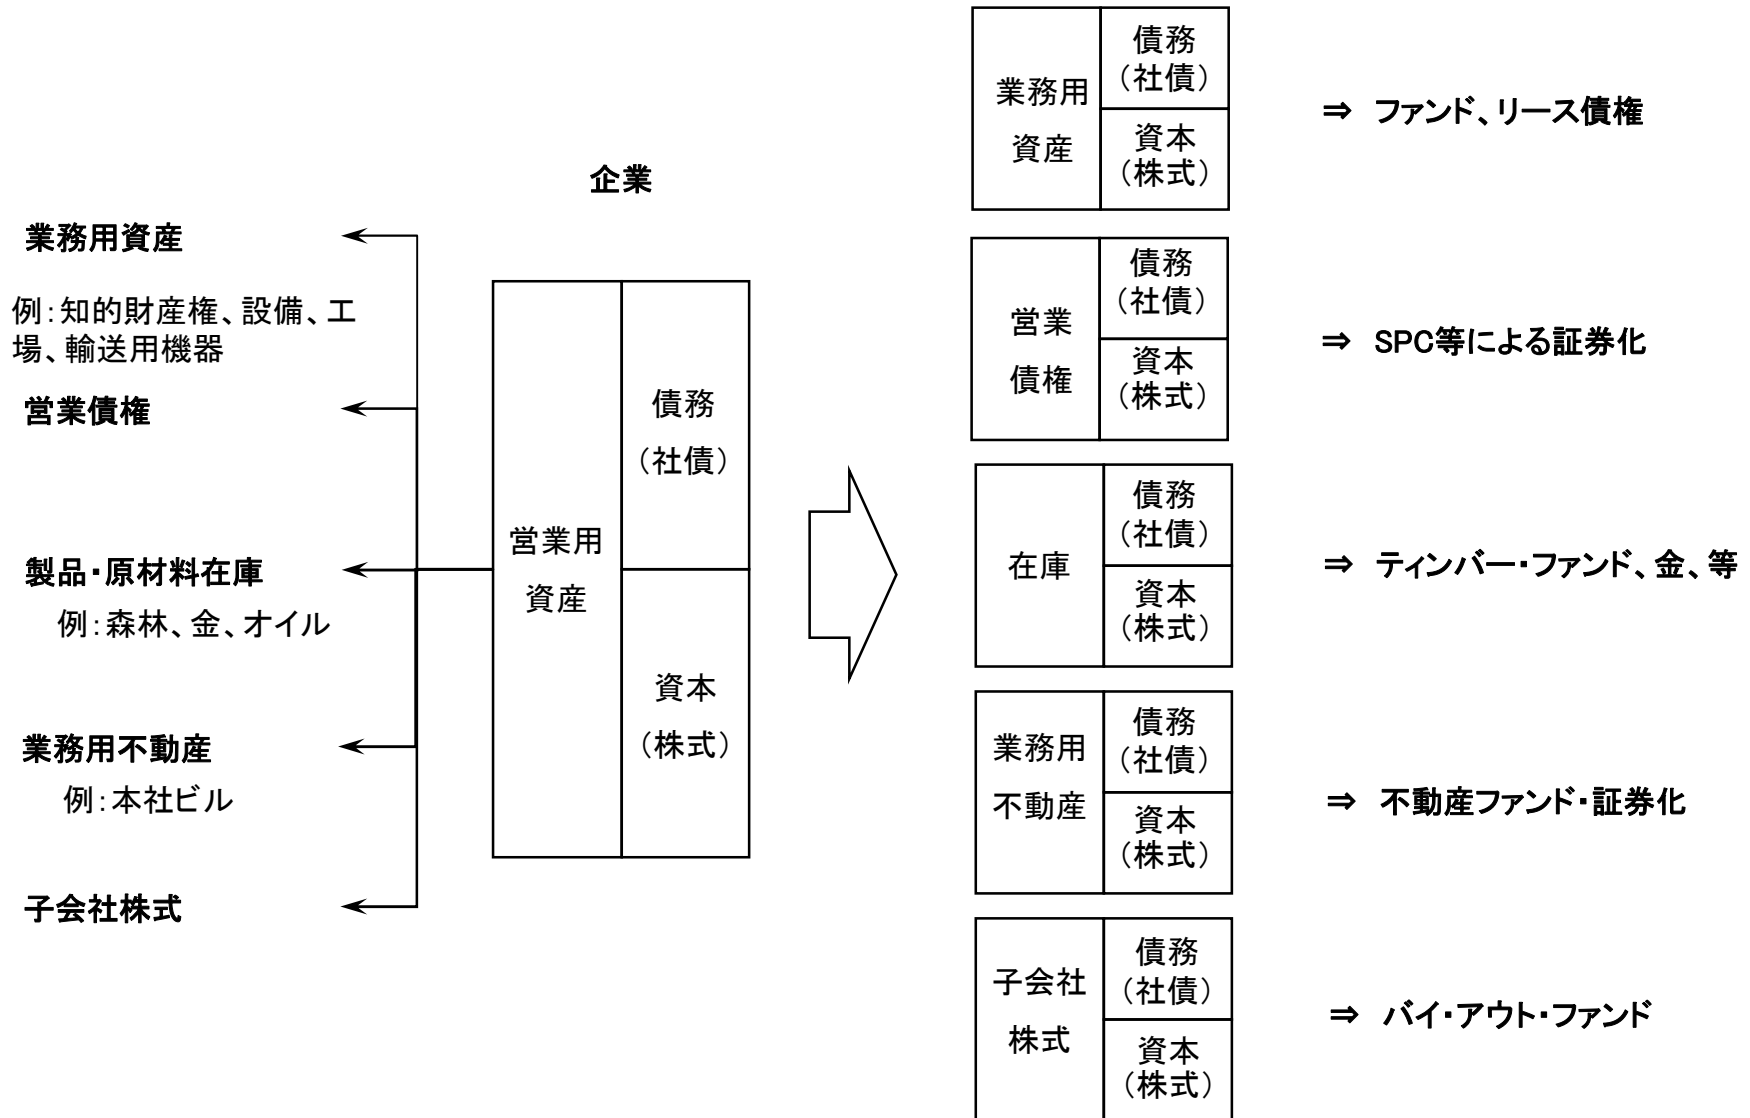 企業
業務用資産
例：知的財産権、設備、工
場、輸送用機器
営業債権
製品・原材料在庫
例：森林、金、オイル
業務用不動産
例：本社ビル
子会社株式
営業用
資産
債務
（社債）
資本
（株式）
業務用
資産
債務
（社債）
資本
（株式）
⇒ ファンド、リース債権
営業
債権
債務
（社債）
資本
（株式）
⇒ SPC等による証券化
在庫
債務
（社債）
資本
（株式）
⇒ ティンバー・ファンド、金、等
業務用
不動産
債務
（社債）
資本
（株式）
⇒ 不動産ファンド・証券化
子会社
株式
債務
（社債）
資本
（株式）
⇒ バイ・アウト・ファンド